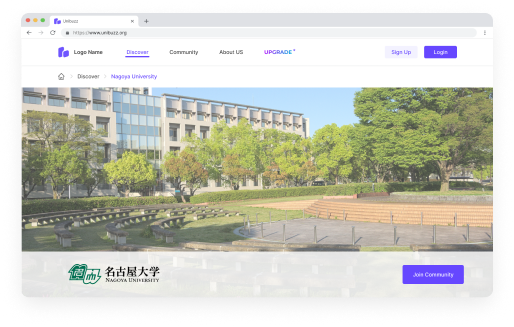 Unibuzz
https://www.unibuzz.org
Logo Name
Discover
Community
About US
UPGRADE
Sign Up
Login
Discover
Nagoya University
名古屋大学
NAGOYA UNIVERSITY
Join Community